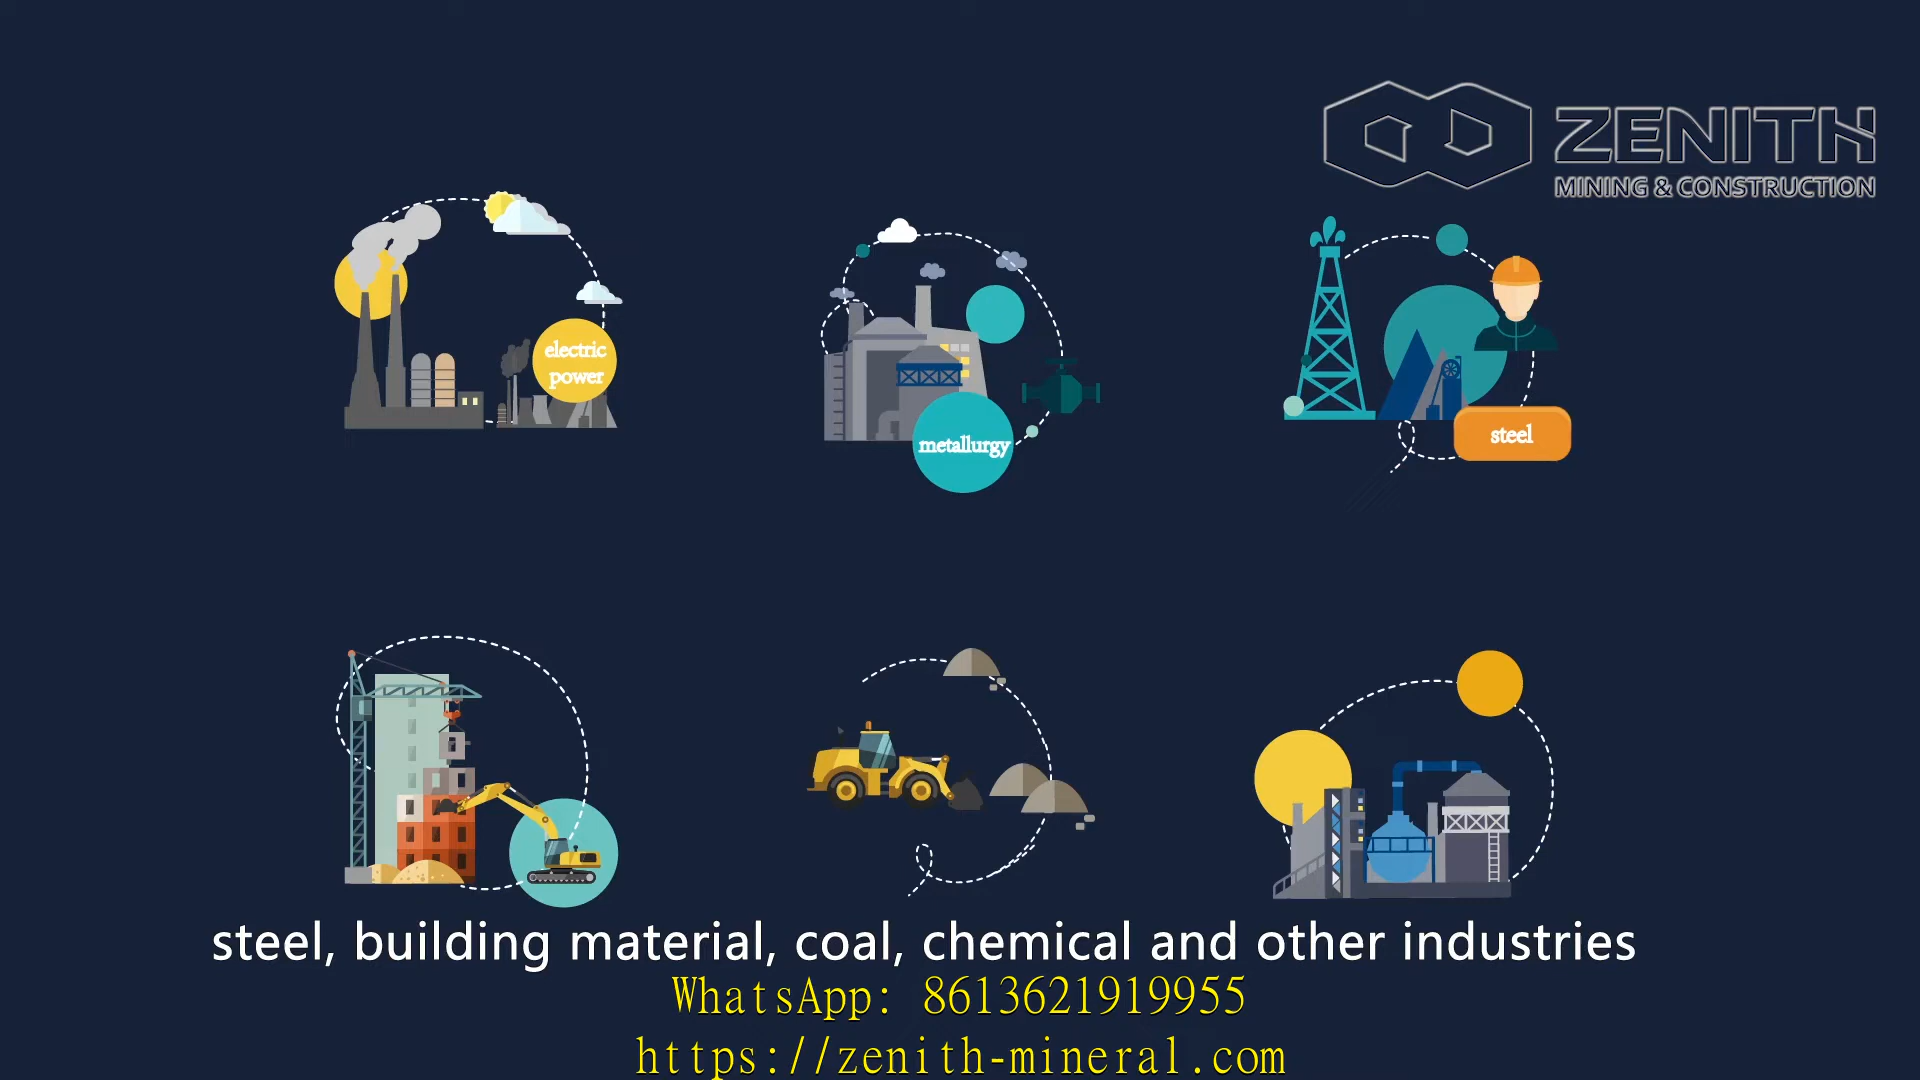 ZENITH
MINING & CONSTRUCTION
electric
power
metallurgy
steel
steel, building material, coal, chemical and other industries
WhatsApp: 8613621919955
https://zenith-mineral.com